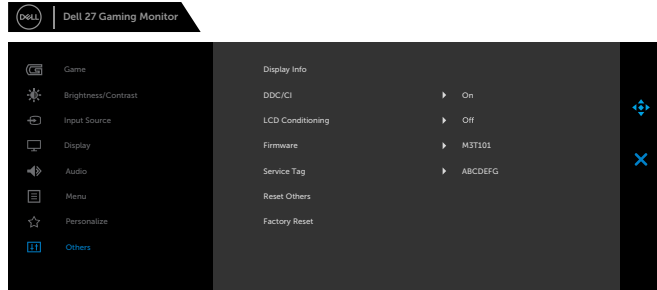 DELL Dell 27 Gaming Monitor
Game
Display Info
Brightness/Contrast
DDC/CI On
Input Source
LCD Conditioning Off
Display
Firmware M3T101
Audio
Service Tag ABCDEFG
Menu
Reset Others
Personalize
Factory Reset
Others